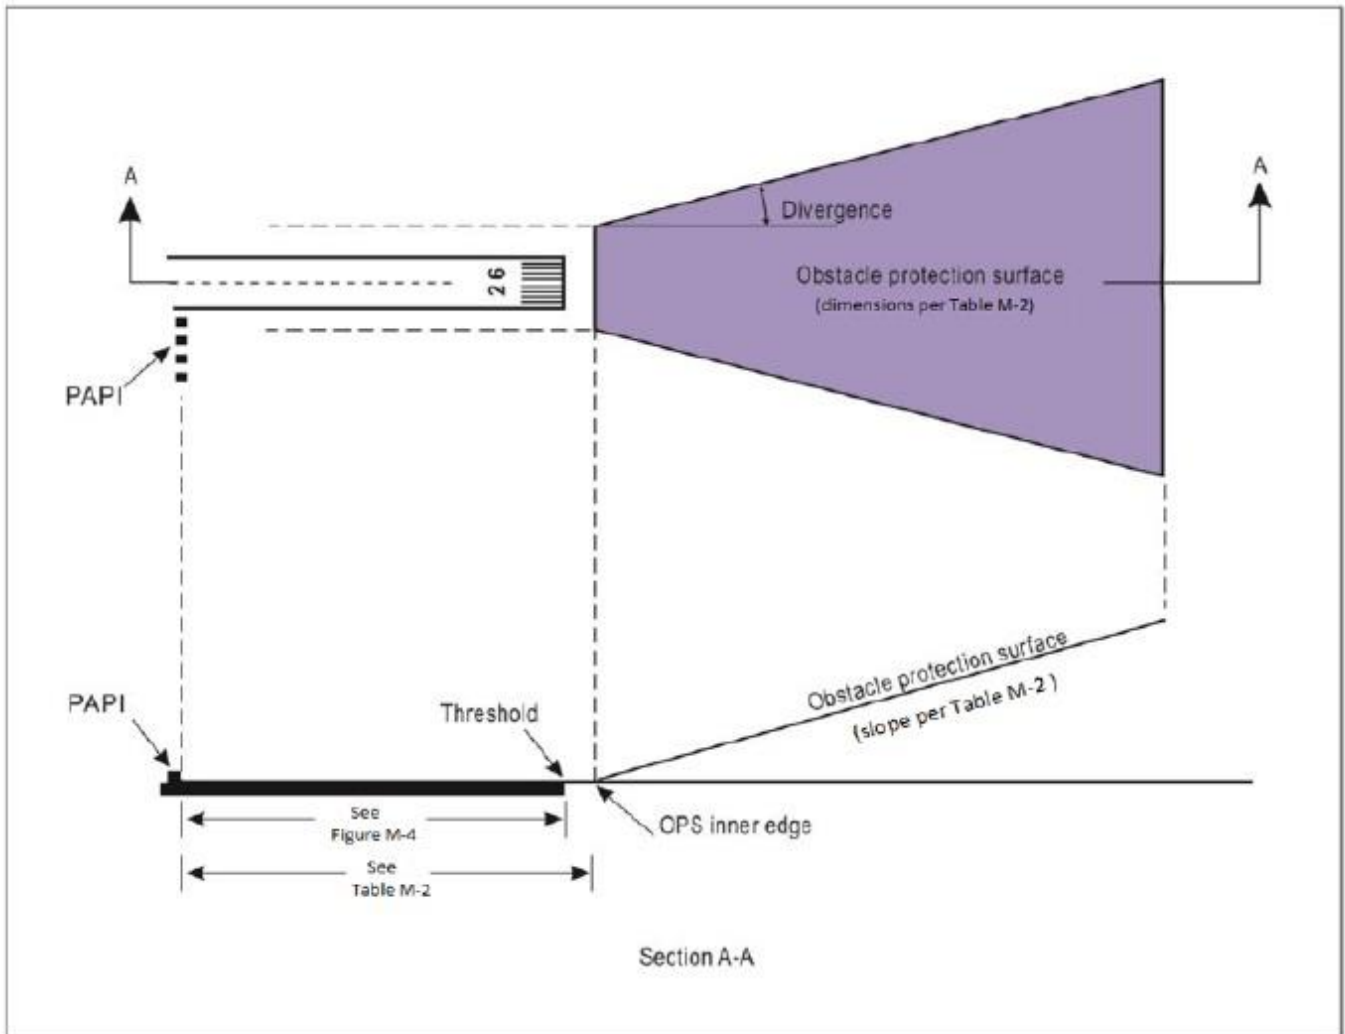 A
A
Divergence
26
Obstacle protection surface
(dimensions per Table M-2)
PAPI
Obstacle protection surface
(slope per Table M-2 )
PAPI
Threshold
See
Figure M-4
OPS inner edge
See
Table M-2
Section A-A